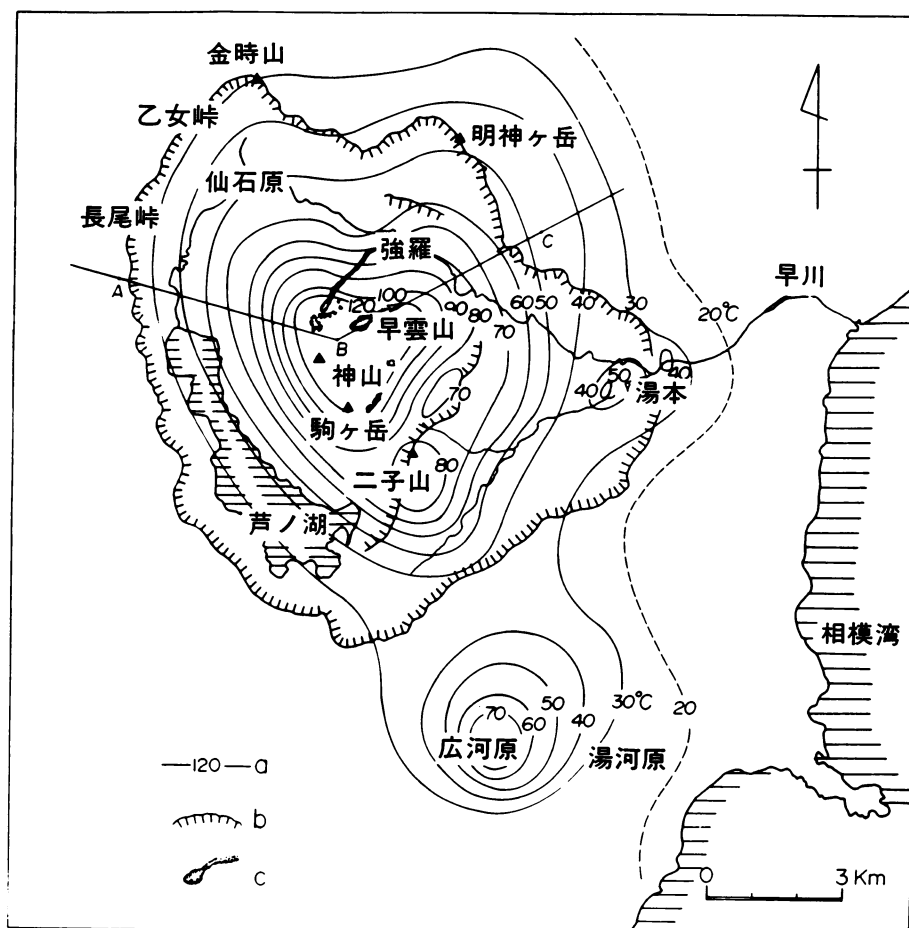 金時山
乙女峠
明神ヶ岳
仙石原
長尾峠
強羅
C
早川
A
120
100
90
80
60
50
40
30
20℃
早雲山
70
B
神山
a
50
40
40
湯本
70
駒ヶ岳
80
二子山
芦ノ湖
相模湾
70
60
50
40
30℃
20
広河原
湯河原
120 a
b
c
0
3 Km